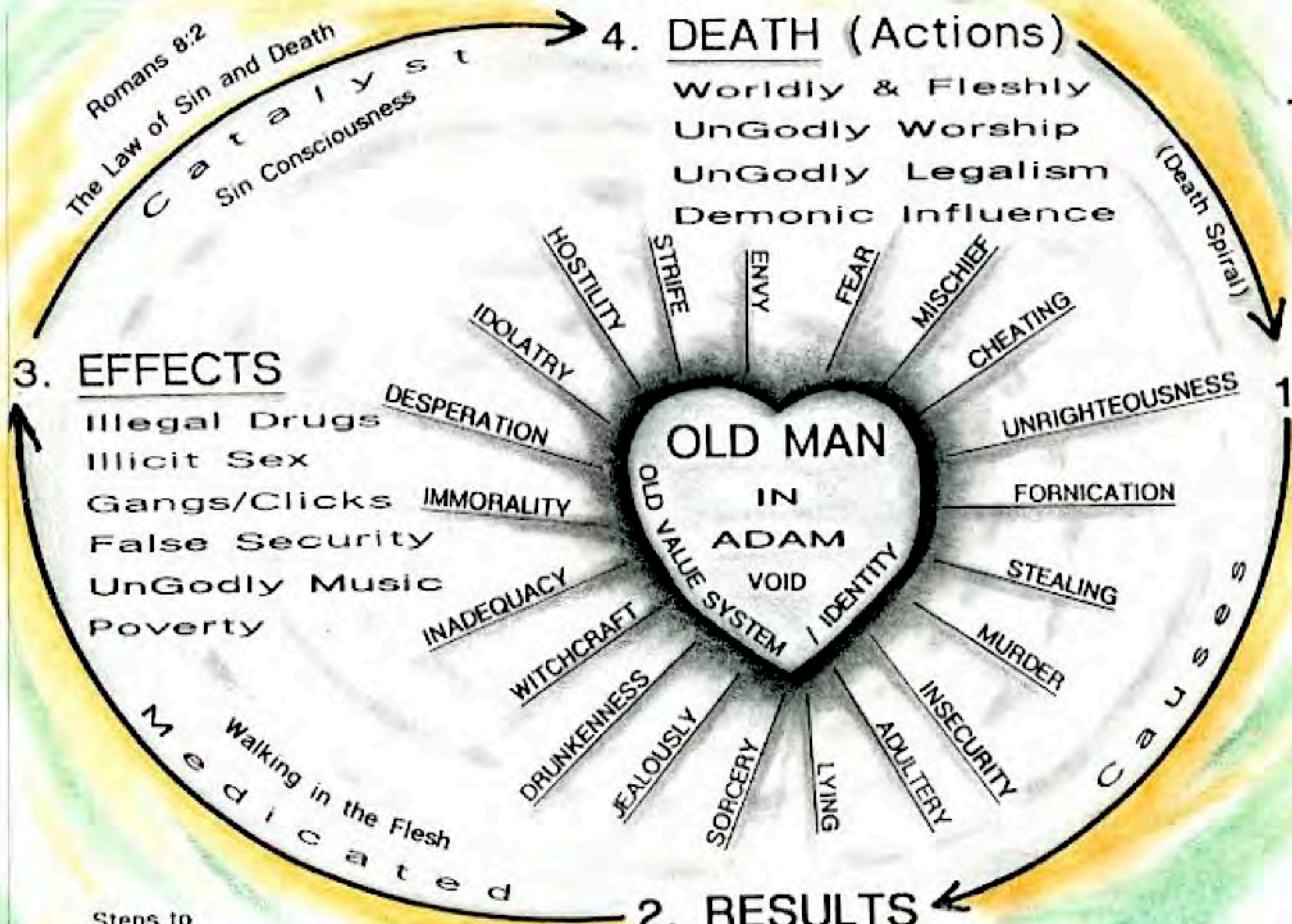 Romans 8:2
The Law of Sin and Death
Catalyst
Sin Consciousness
4. DEATH (Actions)
Worldly & Fleshly
UnGodly Worship
UnGodly Legalism
Demonic Influence
(Death Spiral)
1
Causes
2. RESULTS
Medicated
Walking in the Flesh
3. EFFECTS
Illegal Drugs
Illicit Sex
Gangs/Clicks
False Security
UnGodly Music
Poverty
HOSTILITY
STRIFE
ENVY
FEAR
MISCHIEF
CHEATING
UNRIGHTEOUSNESS
FORNICATION
STEALING
MURDER
INSECURITY
ADULTERY
LYING
SORCERY
JEALOUSLY
DRUNKENNESS
WITCHCRAFT
INADEQUACY
IMMORALITY
DESPERATION
IDOLATRY
OLD MAN
IN
ADAM
VOID
OLD VALUE SYSTEM / IDENTITY
Steps to